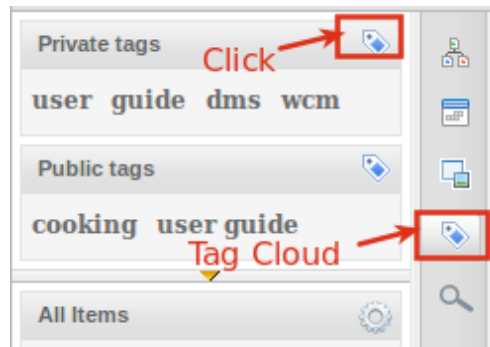 Private tags
Click
user guide dms wcm
Public tags
cooking user guide
Tag Cloud
All Items